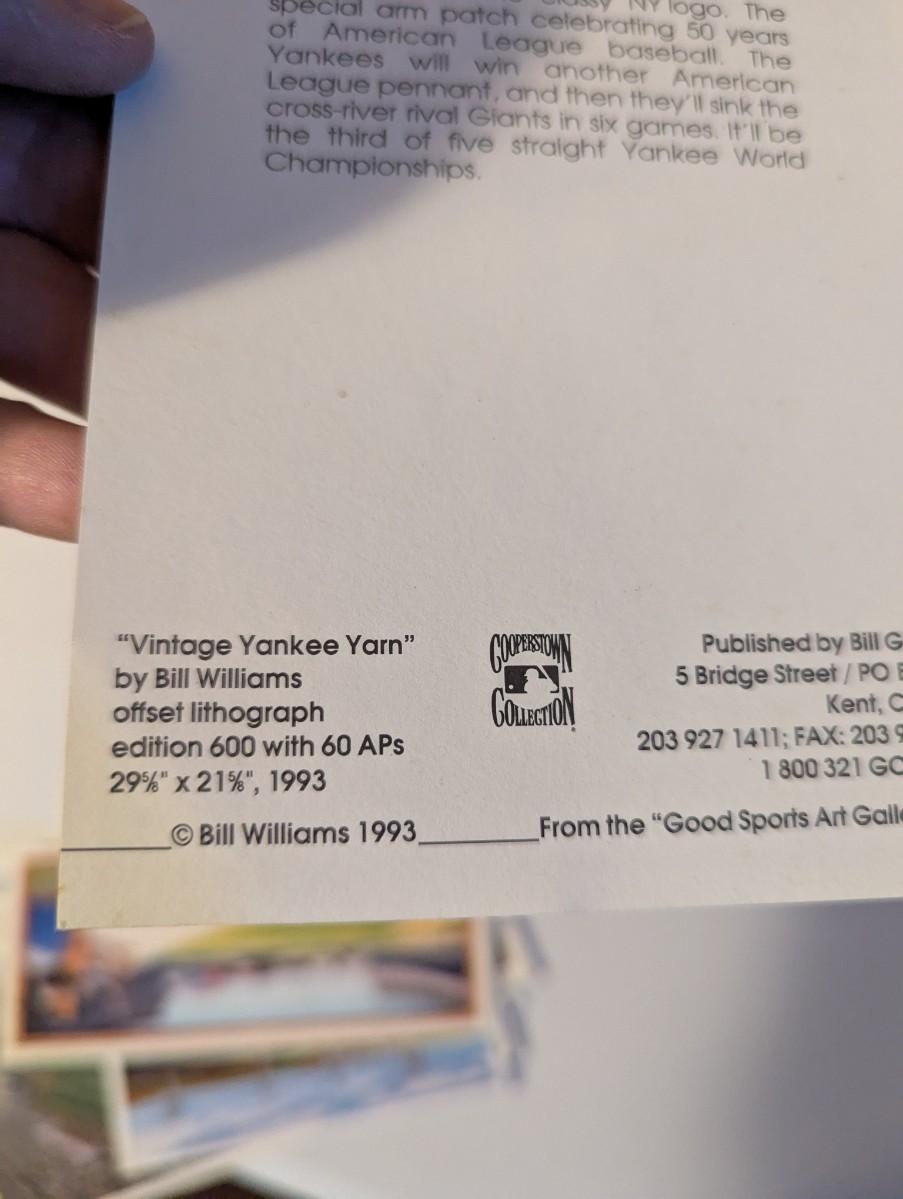 special arm patch celebrating 50 years
of American League baseball. The
Yankees will win another American
League pennant, and then they'll sink the
cross-river rival Giants in six games. It'll be
the third of five straight Yankee World
Championships.
"Vintage Yankee Yarn"
by Bill Williams
offset lithograph
edition 600 with 60 APs
29⅝" x 21⅝", 1993
© Bill Williams 1993
COOPERSTOWN
COLLECTION
Published by Bill G
5 Bridge Street / PO
Kent, C
203 927 1411; FAX: 203 9
1 800 321 GO
From the "Good Sports Art Galle